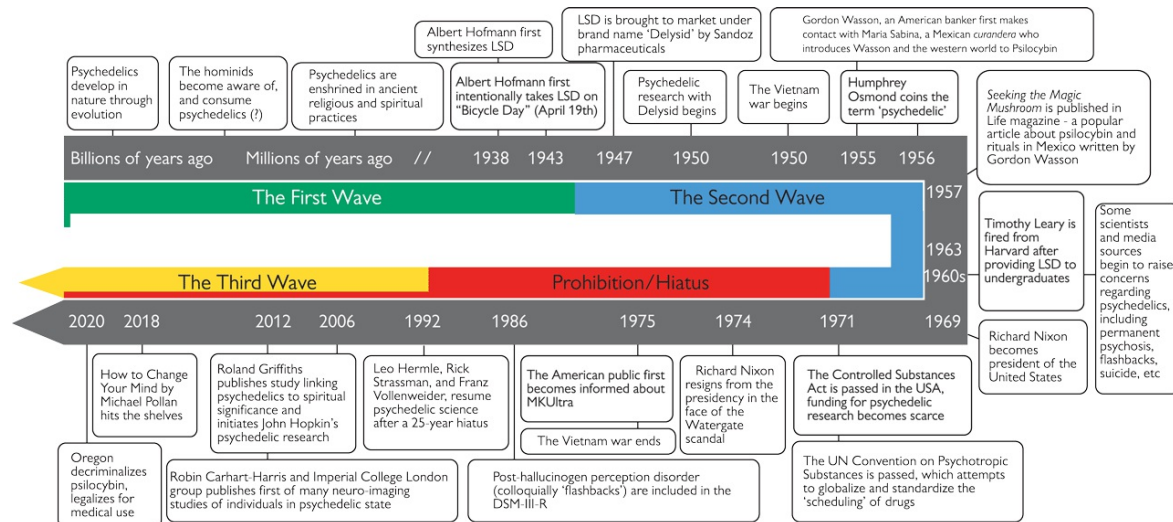 Psychedelics
develop in
nature through
evolution
The hominids
become aware of,
and consume
psychedelics (?)
Psychedelics are
enshrined in ancient
religious and spiritual
practices
Albert Hofmann first
synthesizes LSD
Albert Hofmann first
intentionally takes LSD on
“Bicycle Day” (April 19th)
LSD is brought to market under
brand name ‘Delysid’ by Sandoz
pharmaceuticals
Psychedelic
research with
Delysid begins
The Vietnam
war begins
Gordon Wasson, an American banker first makes
contact with Maria Sabina, a Mexican curandera who
introduces Wasson and the western world to Psilocybin
Humphrey
Osmond coins the
term ‘psychedelic’
Seeking the Magic
Mushroom is published in
Life magazine - a popular
article about psilocybin and
rituals in Mexico written by
Gordon Wasson
Billions of years ago Millions of years ago // 1938 1943 1947 1950 1950 1955 1956
1957
The First Wave
The Second Wave
1963
1960s
Timothy Leary is
fired from
Harvard after
providing LSD to
undergraduates
Some
scientists
and media
sources
begin to raise
concerns
regarding
psychedelics,
including
permanent
psychosis,
flashbacks,
suicide, etc
The Third Wave
Prohibition/Hiatus
2020 2018 2012 2006 1992 1986 1975 1974 1971 1969
Richard Nixon
becomes
president of the
United States
How to Change
Your Mind by
Michael Pollan
hits the shelves
Roland Griffiths
publishes study linking
psychedelics to spiritual
significance and
initiates John Hopkin’s
psychedelic research
Leo Hermle, Rick
Strassman, and Franz
Vollenweider, resume
psychedelic science
after a 25-year hiatus
The American public first
becomes informed about
MKUltra
The Vietnam war ends
Richard Nixon
resigns from the
presidency in the
face of the
Watergate
scandal
The Controlled Substances
Act is passed in the USA,
funding for psychedelic
research becomes scarce
Oregon
decriminalizes
psilocybin,
legalizes for
medical use
Robin Carhart-Harris and Imperial College London
group publishes first of many neuro-imaging
studies of individuals in psychedelic state
Post-hallucinogen perception disorder
(colloquially ‘flashbacks’) are included in the
DSM-III-R
The UN Convention on Psychotropic
Substances is passed, which attempts
to globalize and standardize the
‘scheduling’ of drugs